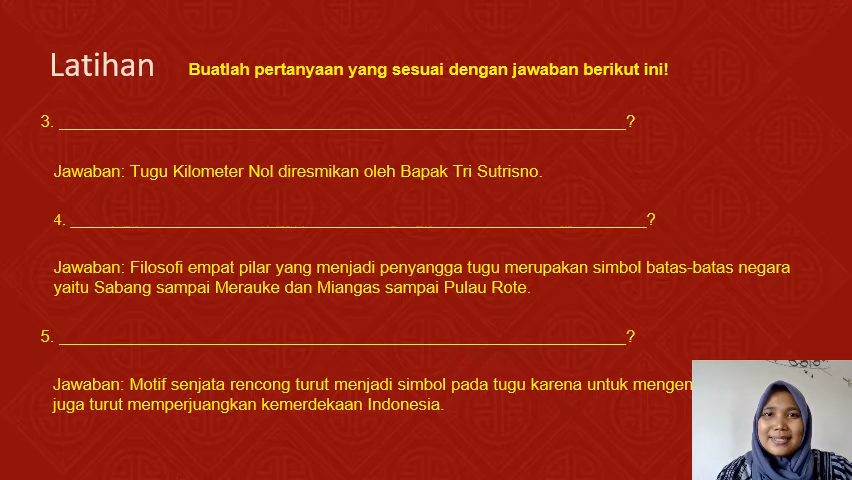 Latihan
Buatlah pertanyaan yang sesuai dengan jawaban berikut ini!
3. ____________________________________________________________?
Jawaban: Tugu Kilometer Nol diresmikan oleh Bapak Tri Sutrisno.
4. _____________________________________________________________?
Jawaban: Filosofi empat pilar yang menjadi penyangga tugu merupakan simbol batas-batas negara
yaitu Sabang sampai Merauke dan Miangas sampai Pulau Rote.
5. ____________________________________________________________?
Jawaban: Motif senjata rencong turut menjadi simbol pada tugu karena untuk
juga turut memperjuangkan kemerdekaan Indonesia.